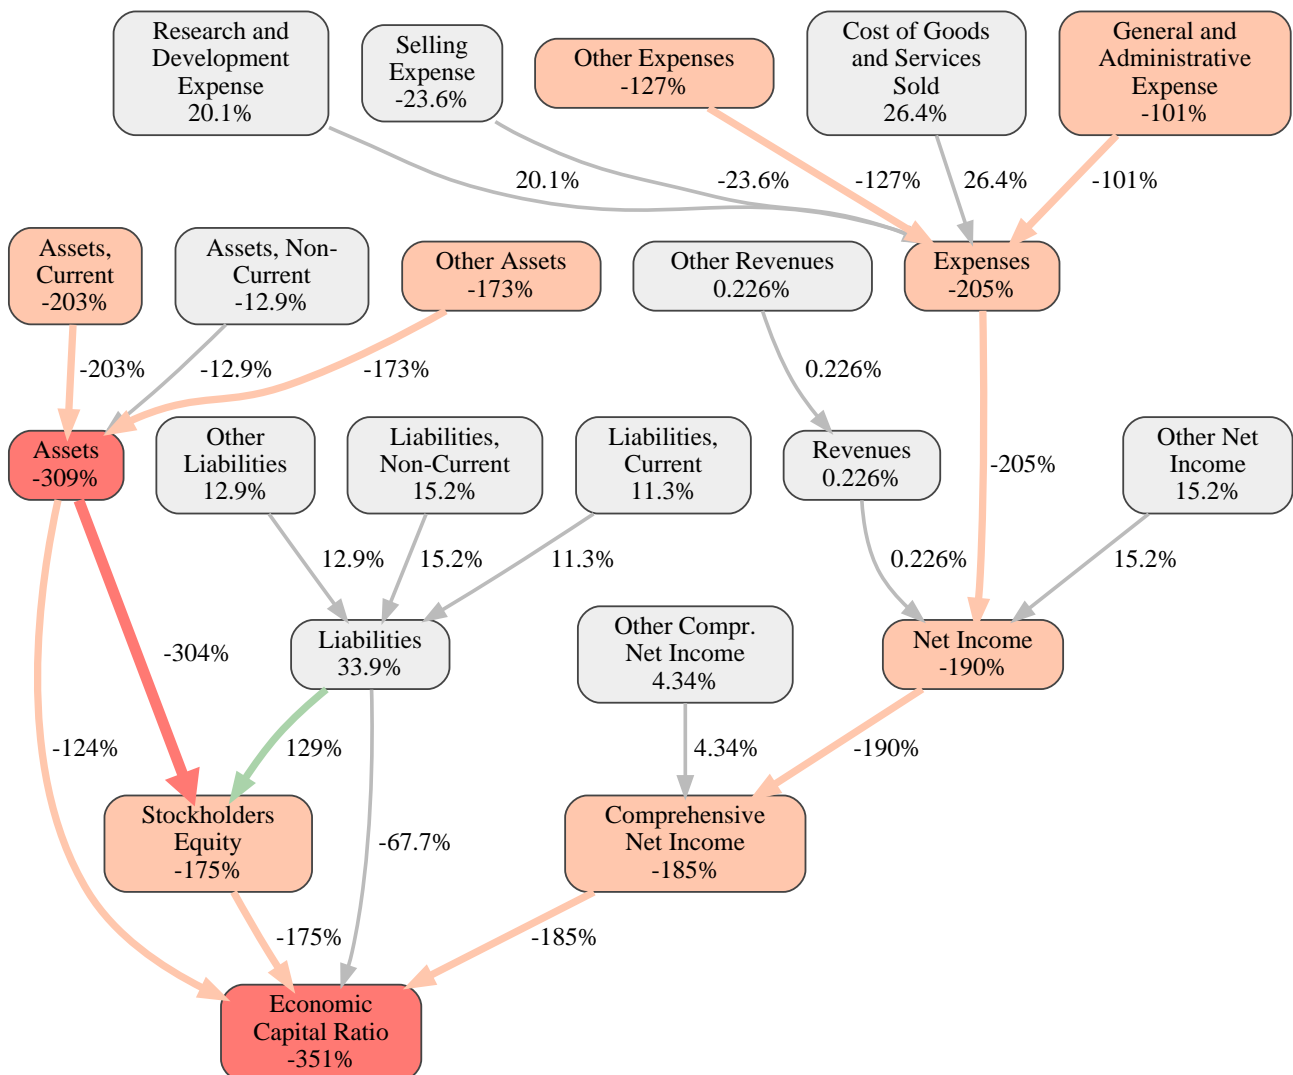 Research and
Development
Expense
20.1%
Selling
Expense
-23.6%
Other Expenses
-127%
Cost of Goods
and Services
Sold
26.4%
General and
Administrative
Expense
-101%
20.1%
-23.6%
-127%
26.4%
-101%
Assets,
Current
-203%
Assets, Non-
Current
-12.9%
Other Assets
-173%
Other Revenues
0.226%
Expenses
-205%
-203%
-12.9%
-173%
0.226%
-205%
Assets
-309%
Other
Liabilities
12.9%
Liabilities,
Non-Current
15.2%
Liabilities,
Current
11.3%
Revenues
0.226%
Other Net
Income
15.2%
12.9%
15.2%
11.3%
0.226%
15.2%
-304%
Liabilities
33.9%
Other Compr.
Net Income
4.34%
Net Income
-190%
-124%
129%
4.34%
-190%
Stockholders
Equity
-175%
-67.7%
Comprehensive
Net Income
-185%
-175%
-185%
Economic
Capital Ratio
-351%